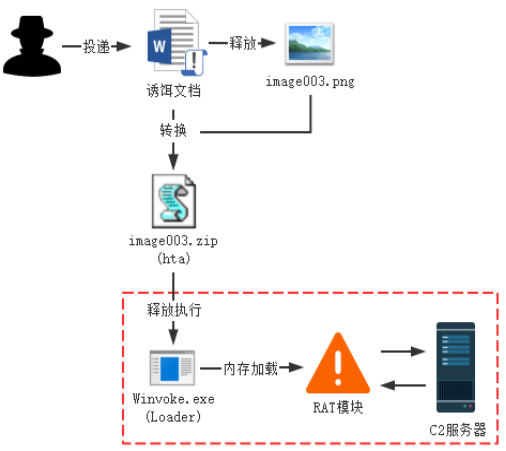 投递
释放
诱饵文档
image003.png
转换
image003.zip
(hta)
释放执行
内存加载
Winvoke.exe
(Loader)
RAT模块
C2服务器